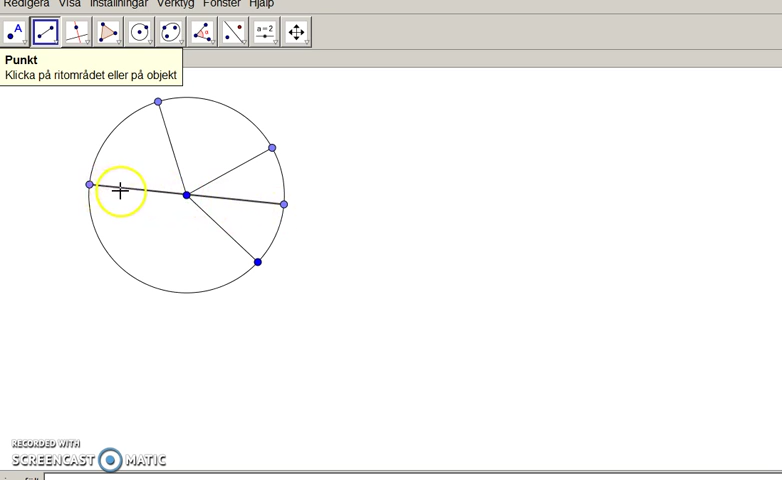 Redigera Visa Inställningar Verktyg Fönster Hjälp
A
α
a=2
Punkt
Klicka på ritområdet eller på objekt
RECORDED WITH
SCREENCAST MATIC